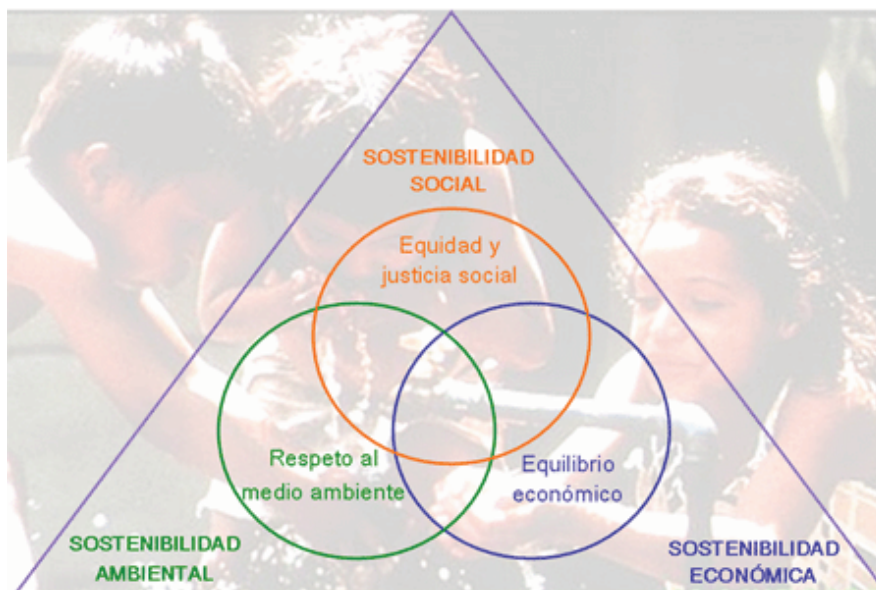 SOSTENIBILIDAD
SOCIAL
Equidad y
justicia social
Respeto al
medio ambiente
Equilibrio
económico
SOSTENIBILIDAD
AMBIENTAL
SOSTENIBILIDAD
ECONÓMICA